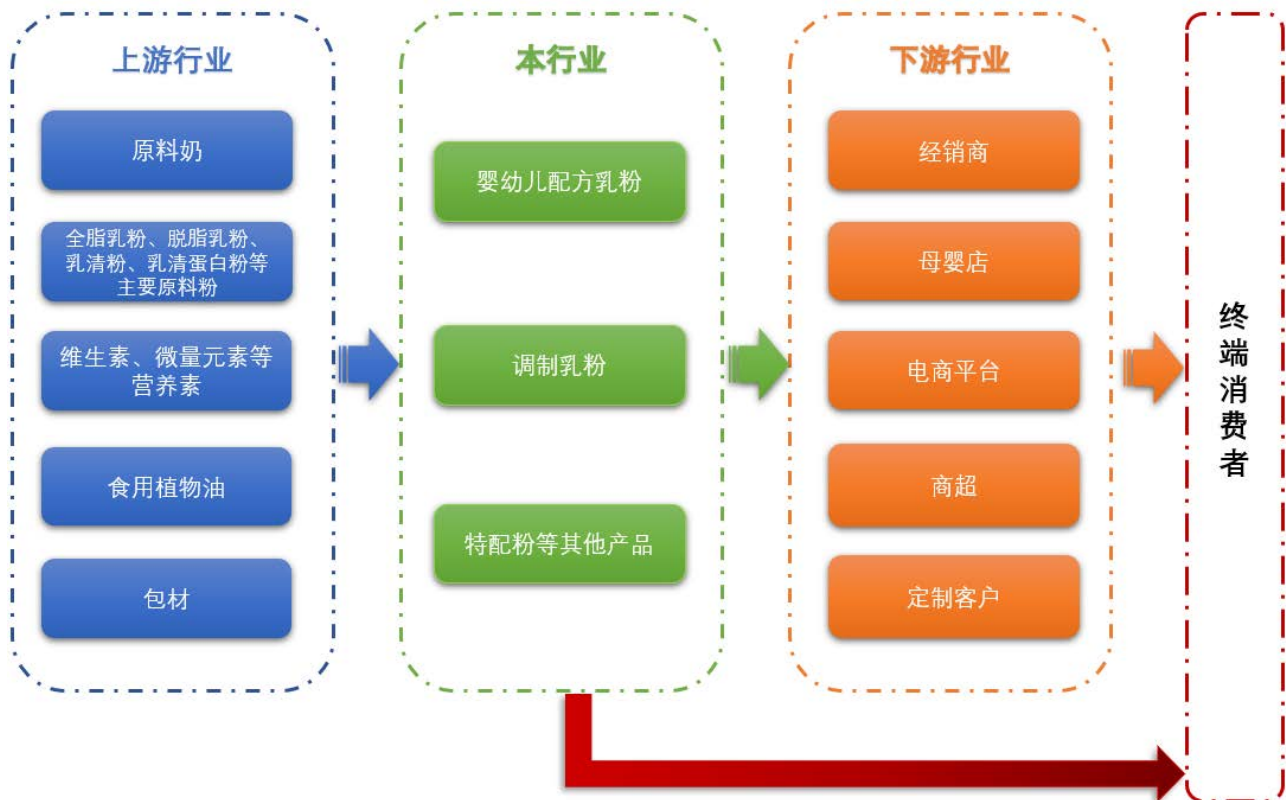 上游行业
原料奶
全脂乳粉、脱脂乳粉、
乳清粉、乳清蛋白粉等
主要原料粉
维生素、微量元素等
营养素
食用植物油
包材
本行业
婴幼儿配方乳粉
调制乳粉
特配粉等其他产品
下游行业
经销商
母婴店
电商平台
商超
定制客户
终端消费者